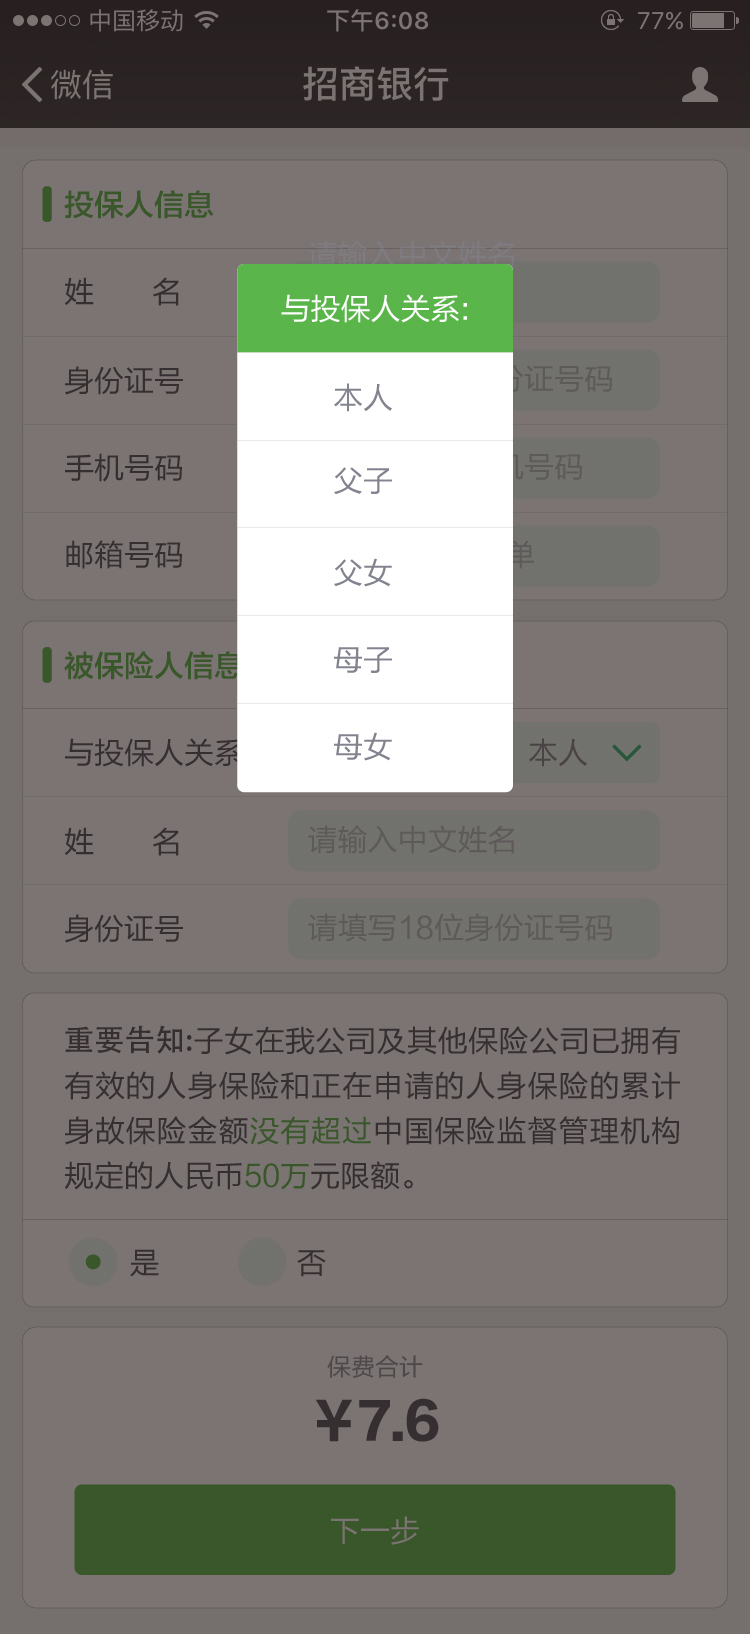 中国移动 下午6:08 77%
微信 招商银行
投保人信息
请输入中文姓名
与投保人关系:
本人
父子
父女
母子
母女
姓 名
身份证号 份证号码
手机号码 机号码
邮箱号码 单
被保险人信息
与投保人关系 本人
姓 名 请输入中文姓名
身份证号 请填写18位身份证号码
重要告知:子女在我公司及其他保险公司已拥有
有效的人身保险和正在申请的人身保险的累计
身故保险金额没有超过中国保险监督管理机构
规定的人民币50万元限额。
是 否
保费合计
¥7.6
下一步